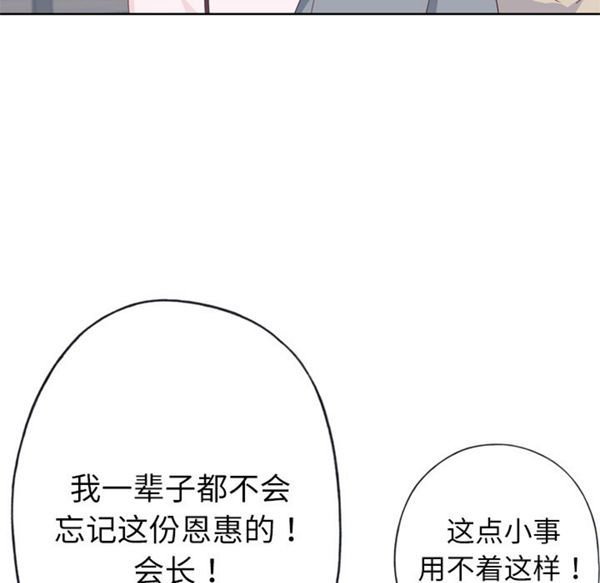 我一辈子都不会
忘记这份恩惠的！
会长！
这点小事
用不着这样！